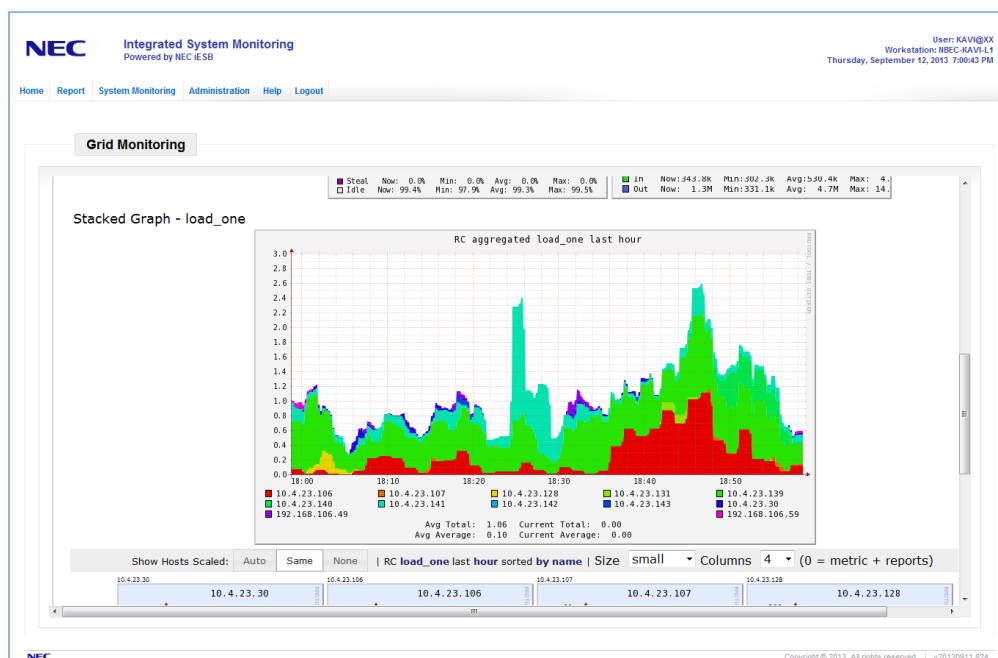 NEC
Integrated System Monitoring
Powered by NEC iESB
User: KAVI@XX
Workstation: NBEC-KAVI-L1
Thursday, September 12, 2013 7:00:43 PM
Home Report System Monitoring Administration Help Logout
Grid Monitoring
Steal Now: 0.0% Min: 0.0% Avg: 0.0% Max: 0.0%
Idle Now: 99.4% Min: 97.9% Avg: 99.3% Max: 99.5%
In Now:343.8k Min:302.3k Avg:530.4k Max: 4.
Out Now: 1.3M Min:331.1k Avg: 4.7M Max: 14.
Stacked Graph - load_one
RC aggregated load_one last hour
RRDTOOL / TOBI OETIKER
3.0
2.8
2.6
2.4
2.2
2.0
1.8
1.6
1.4
1.2
1.0
0.8
0.6
0.4
0.2
0.0
18:00 18:10 18:20 18:30 18:40 18:50
10.4.23.106 10.4.23.107 10.4.23.128 10.4.23.131 10.4.23.139
10.4.23.140 10.4.23.141 10.4.23.142 10.4.23.143 10.4.23.30
192.168.106.49 192.168.106.59
Avg Total: 1.06 Current Total: 0.00
Avg Average: 0.10 Current Average: 0.00
Show Hosts Scaled: Auto Same None | RC load_one last hour sorted by name | Size small Columns 4 (0 = metric + reports)
10.4.23.30 10.4.23.106 10.4.23.107 10.4.23.128
10.4.23.30 10.4.23.106 10.4.23.107 10.4.23.128
NEC
Copyright © 2013. All rights reserved. | v20130911.824